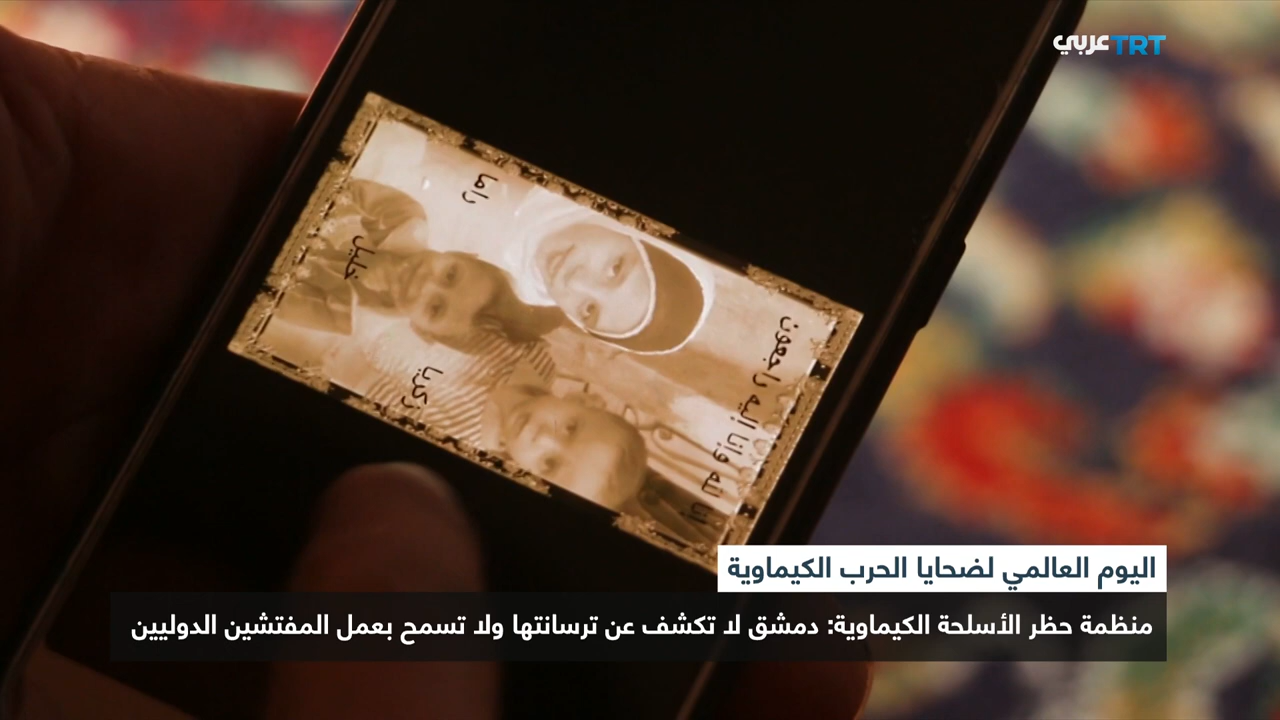 TRT عربي
راما
خليل
زكريا
إنا لله وإنا إليه راجعون
اليوم العالمي لضحايا الحرب الكيماوية
منظمة حظر الأسلحة الكيماوية: دمشق لا تكشف عن ترسانتها ولا تسمح بعمل المفتشين الدوليين